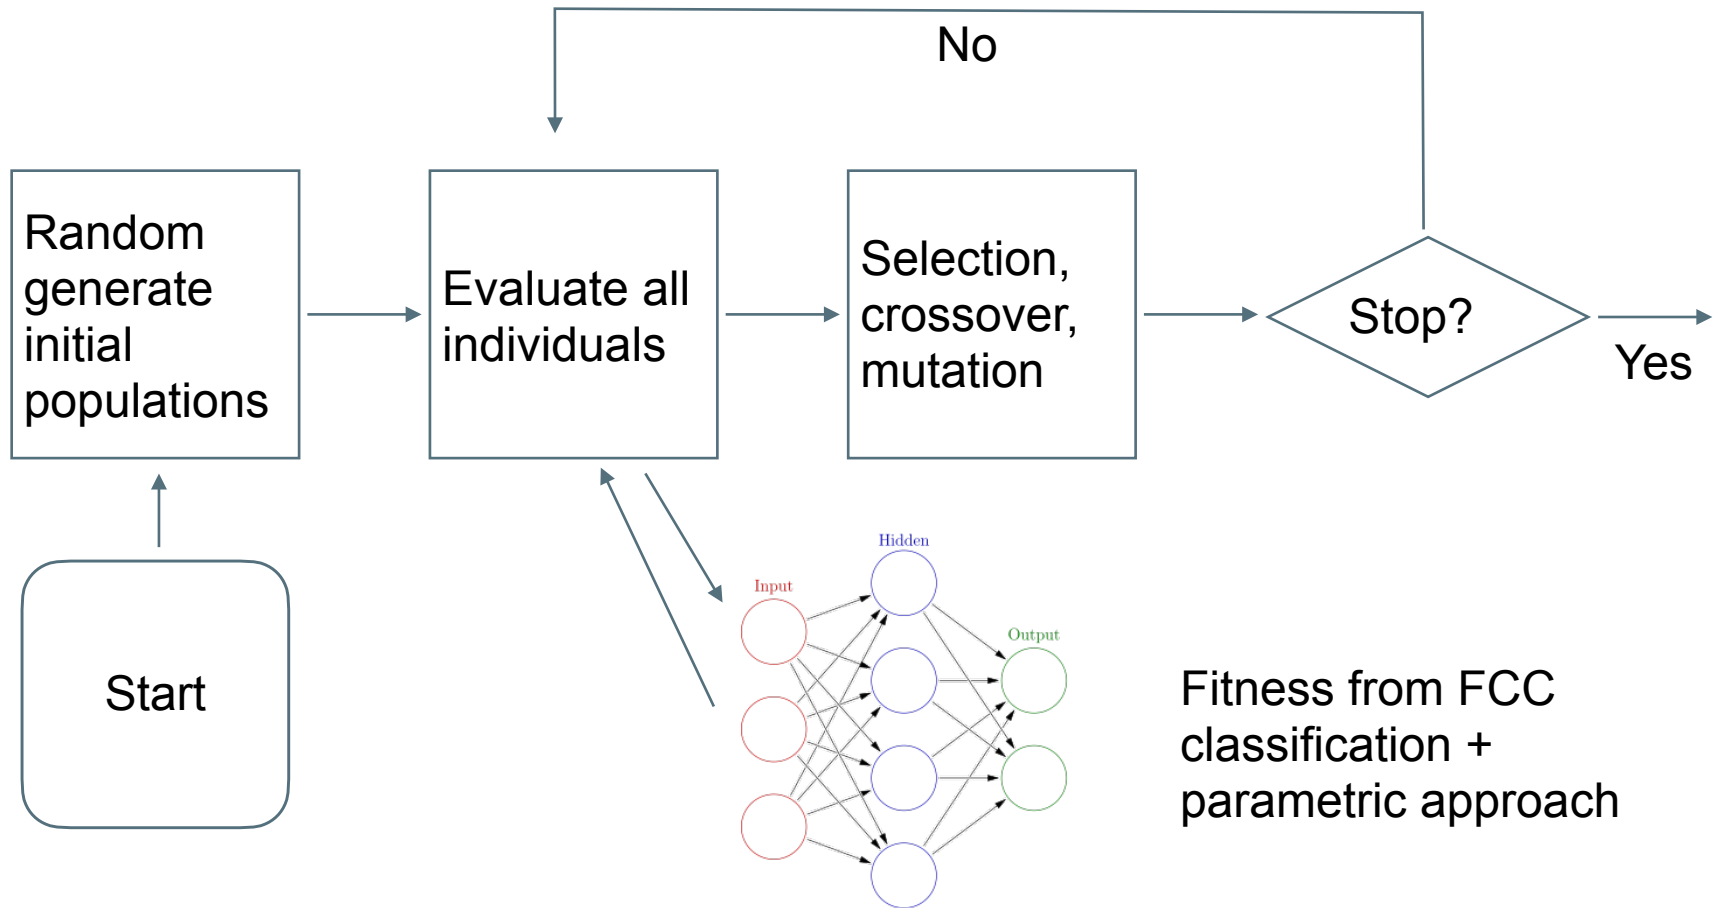 No
Random
generate
initial
populations
Evaluate all
individuals
Selection,
crossover,
mutation
Stop?
Yes
Start
Input
Hidden
Output
Fitness from FCC
classification +
parametric approach